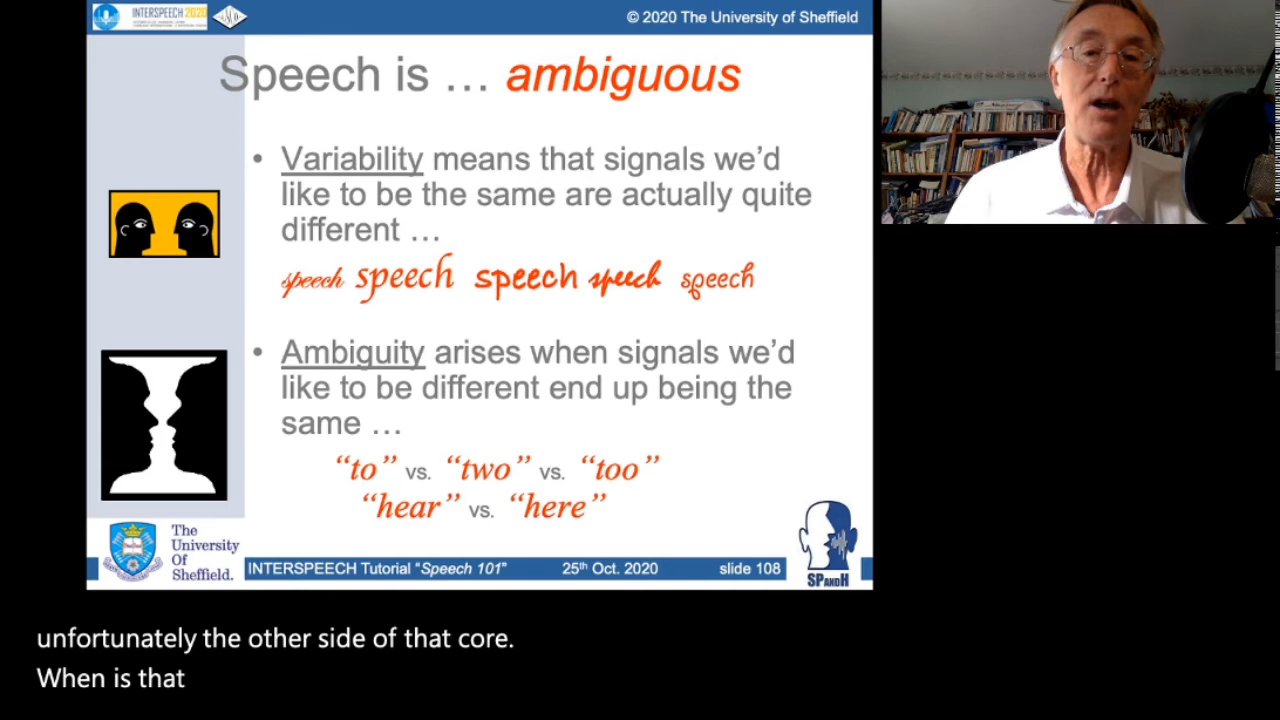 INTERSPEECH 2020
© 2020 The University of Sheffield
Speech is … ambiguous
• Variability means that signals we’d
like to be the same are actually quite
different …
speech speech speech speech speech
• Ambiguity arises when signals we’d
like to be different end up being the
same …
“to” vs. “two” vs. “too”
“hear” vs. “here”
The
University
Of
Sheffield.
INTERSPEECH Tutorial “Speech 101” 25th Oct. 2020 slide 108
SPANDH
unfortunately the other side of that core.
When is that